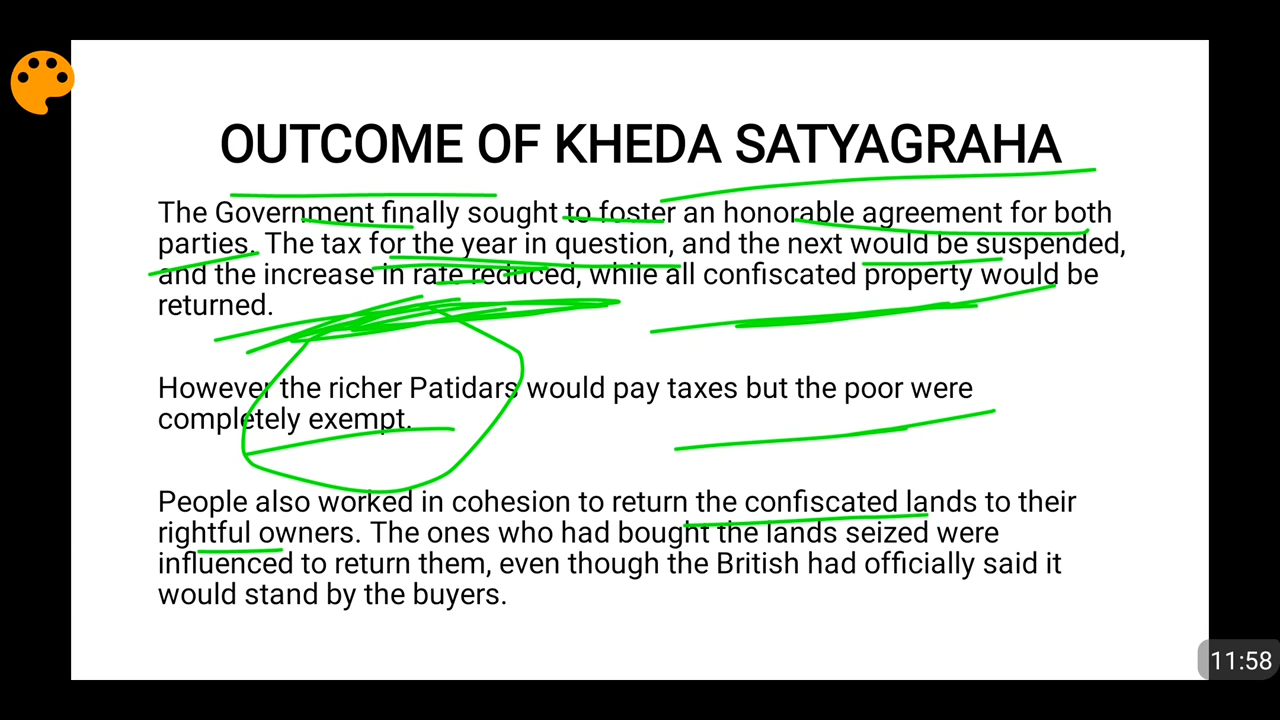 OUTCOME OF KHEDA SATYAGRAHA
The Government finally sought to foster an honorable agreement for both
parties. The tax for the year in question, and the next would be suspended,
and the increase in rate reduced, while all confiscated property would be
returned.
However the richer Patidars would pay taxes but the poor were
completely exempt.
People also worked in cohesion to return the confiscated lands to their
rightful owners. The ones who had bought the lands seized were
influenced to return them, even though the British had officially said it
would stand by the buyers.
11:58